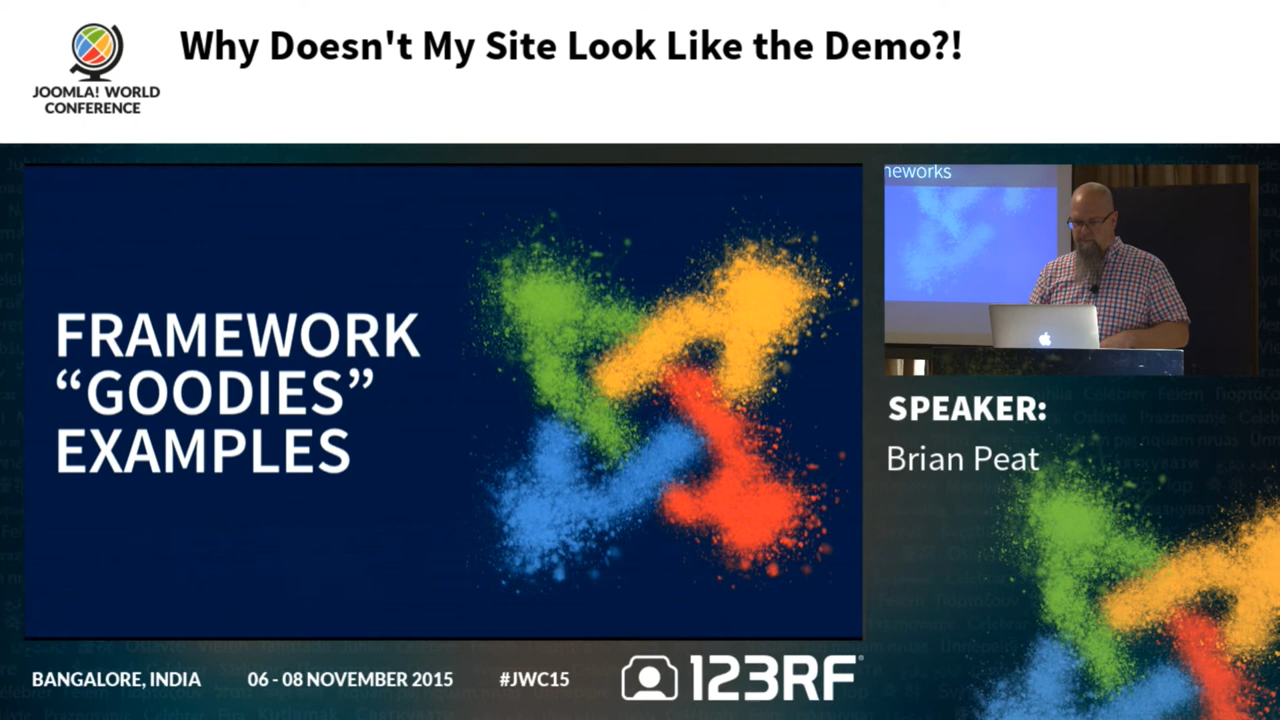 Why Doesn't My Site Look Like the Demo?!
JOOMLA! WORLD
CONFERENCE
FRAMEWORK
“GOODIES”
EXAMPLES
neworks
SPEAKER:
Brian Peat
BANGALORE, INDIA
06 - 08 NOVEMBER 2015
#JWC15
123RF®